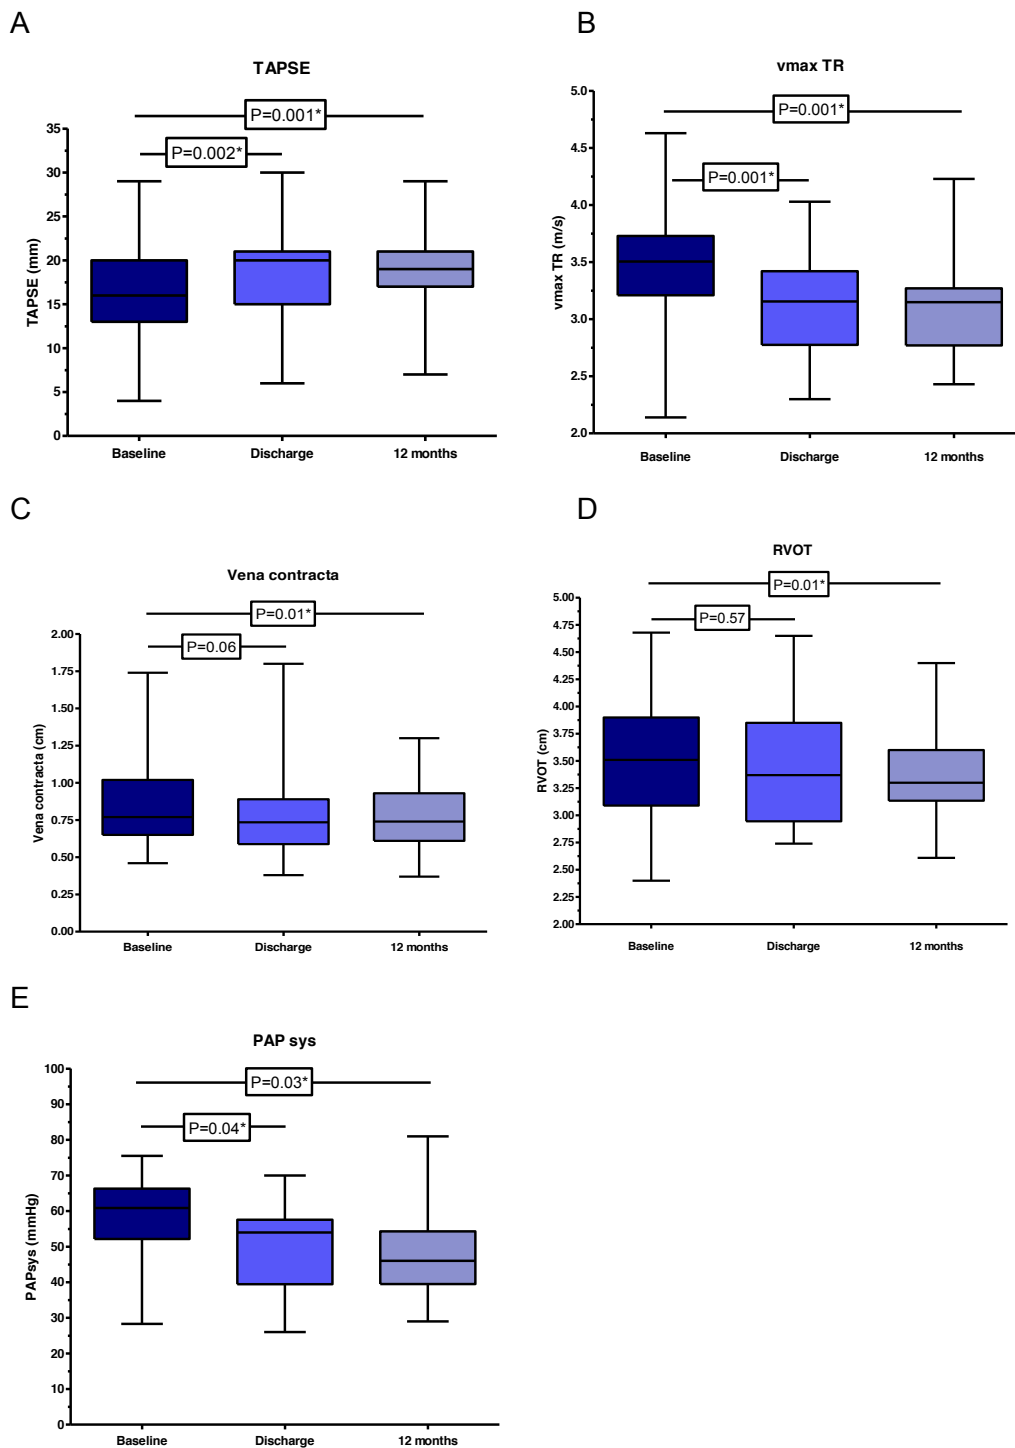 A
TAPSE
P=0.001*
P=0.002*
35
30
25
20
15
10
5
0
TAPSE (mm)
Baseline Discharge 12 months
B
vmax TR
P=0.001*
P=0.001*
5.0
4.5
4.0
3.5
3.0
2.5
2.0
vmax TR (m/s)
Baseline Discharge 12 months
C
Vena contracta
P=0.01*
P=0.06
2.00
1.75
1.50
1.25
1.00
0.75
0.50
0.25
0.00
Vena contracta (cm)
Baseline Discharge 12 months
D
RVOT
P=0.01*
P=0.57
5.00
4.75
4.50
4.25
4.00
3.75
3.50
3.25
3.00
2.75
2.50
2.25
2.00
RVOT (cm)
Baseline Discharge 12 months
E
PAP sys
P=0.03*
P=0.04*
100
90
80
70
60
50
40
30
20
10
0
PAPsys (mmHg)
Baseline Discharge 12 months